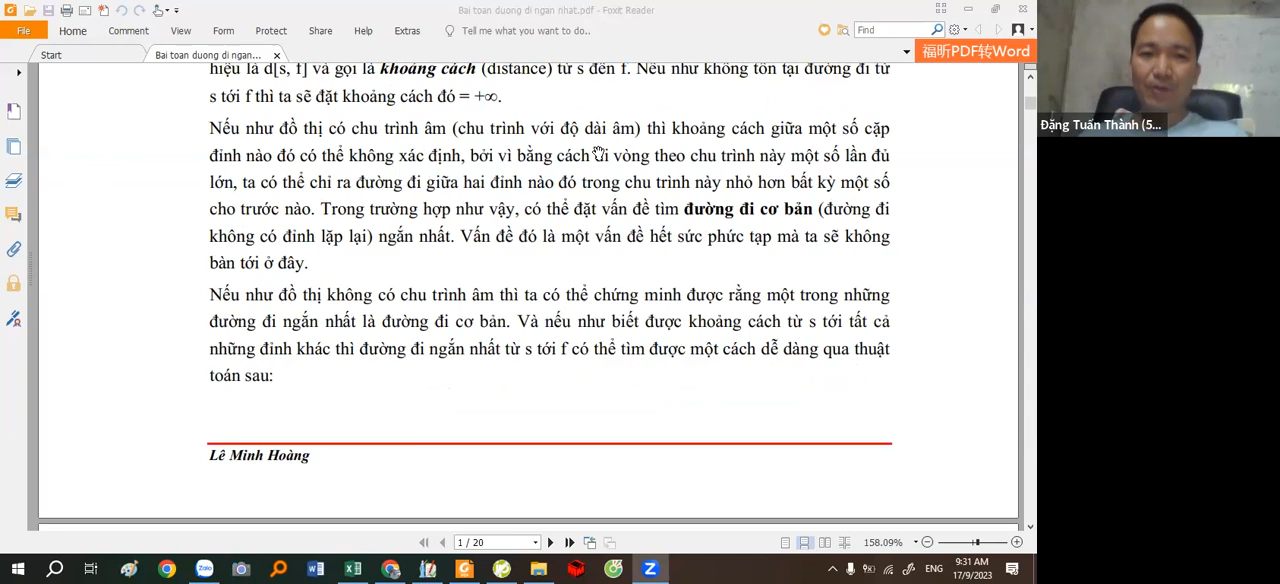 Bai toan duong di ngan nhat.pdf - Foxit Reader
File Home Comment View Form Protect Share Help Extras Tell me what you want to do.. Find
Start Bai toan duong di ngan... 福昕PDF转Word
hiệu là d[s, f] và gọi là khoảng cách (distance) từ s đến f. Nếu như không tồn tại đường đi từ
s tới f thì ta sẽ đặt khoảng cách đó = +∞.
Nếu như đồ thị có chu trình âm (chu trình với độ dài âm) thì khoảng cách giữa một số cặp
đỉnh nào đó có thể không xác định, bởi vì bằng cách đi vòng theo chu trình này một số lần đủ
lớn, ta có thể chỉ ra đường đi giữa hai đỉnh nào đó trong chu trình này nhỏ hơn bất kỳ một số
cho trước nào. Trong trường hợp như vậy, có thể đặt vấn đề tìm đường đi cơ bản (đường đi
không có đỉnh lặp lại) ngắn nhất. Vấn đề đó là một vấn đề hết sức phức tạp mà ta sẽ không
bàn tới ở đây.
Nếu như đồ thị không có chu trình âm thì ta có thể chứng minh được rằng một trong những
đường đi ngắn nhất là đường đi cơ bản. Và nếu như biết được khoảng cách từ s tới tất cả
những đỉnh khác thì đường đi ngắn nhất từ s tới f có thể tìm được một cách dễ dàng qua thuật
toán sau:
Lê Minh Hoàng
1 / 20 158.09%
Zalo ENG 9:31 AM
17/9/2023
Đặng Tuấn Thành (5...